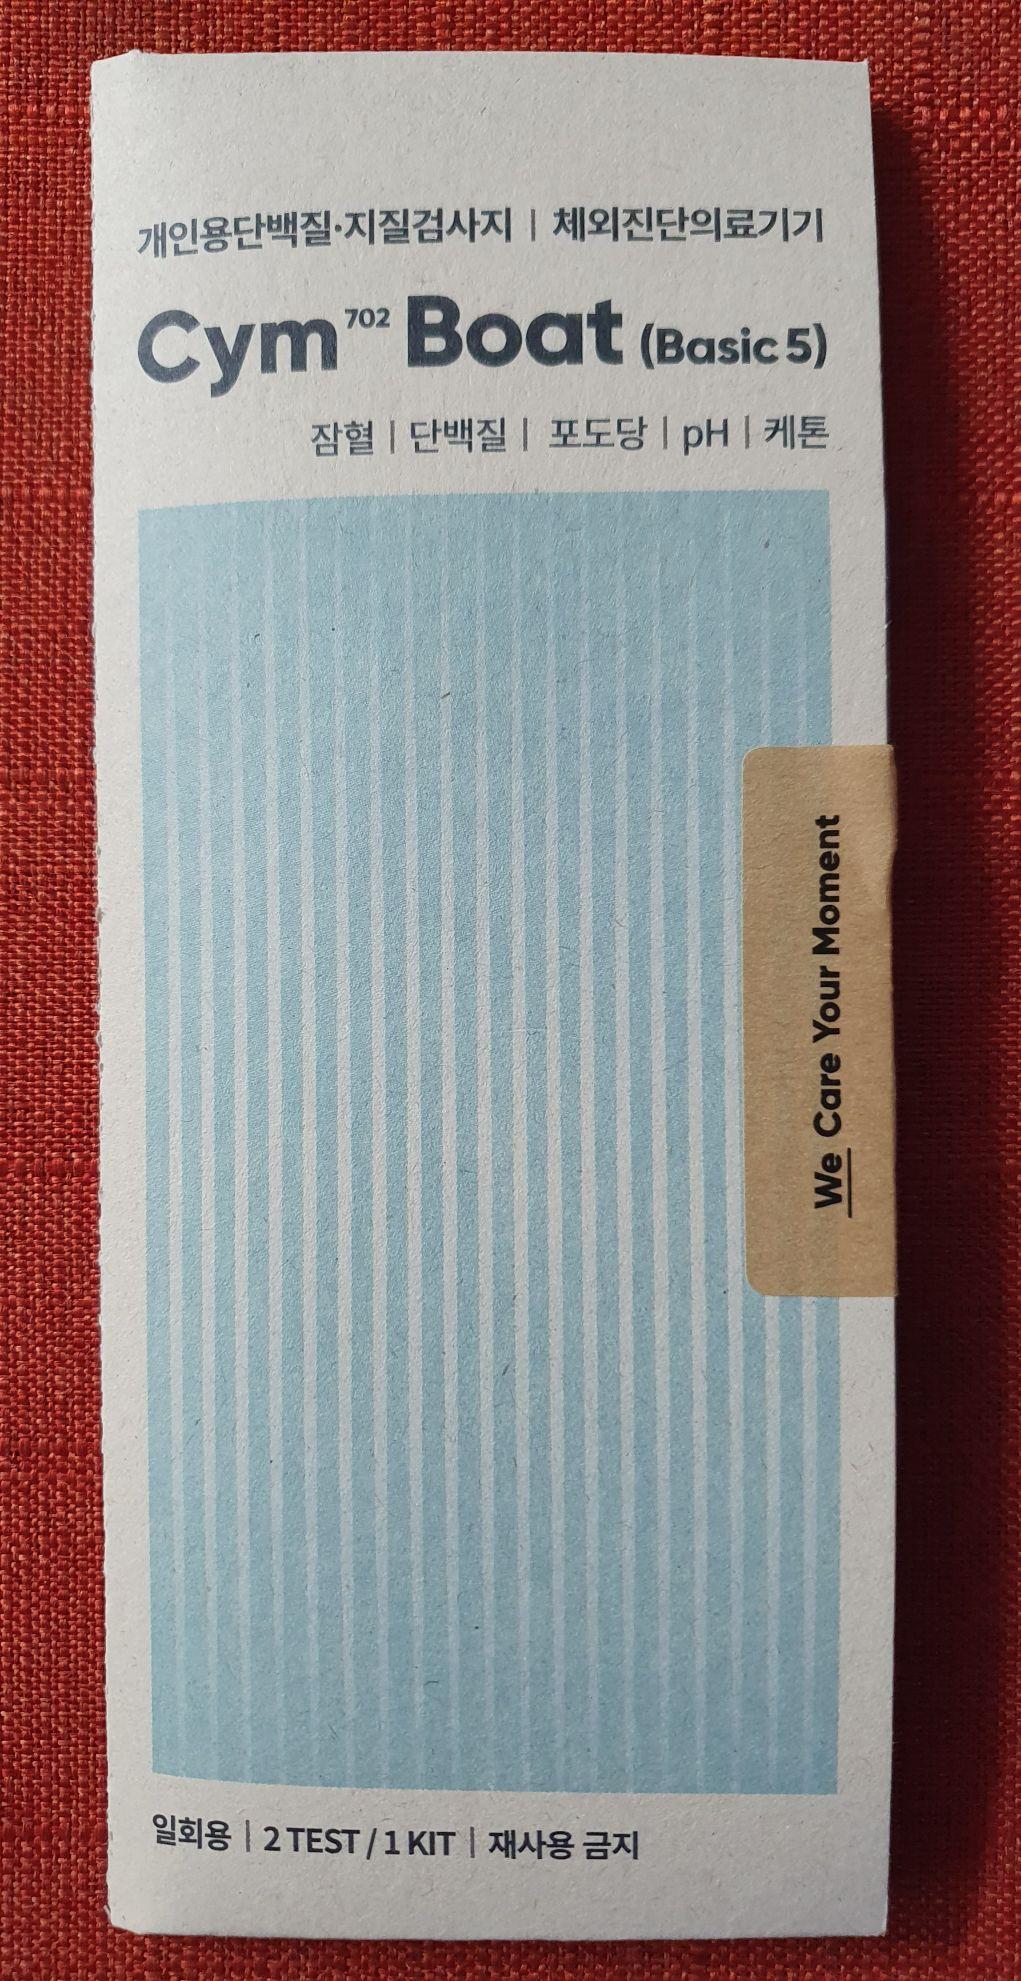 개인용단백질·지질검사지 | 체외진단의료기기
Cym702 Boat (Basic 5)
잠혈 | 단백질 | 포도당 | pH | 케톤
We Care Your Moment
일회용 | 2 TEST / 1 KIT | 재사용 금지